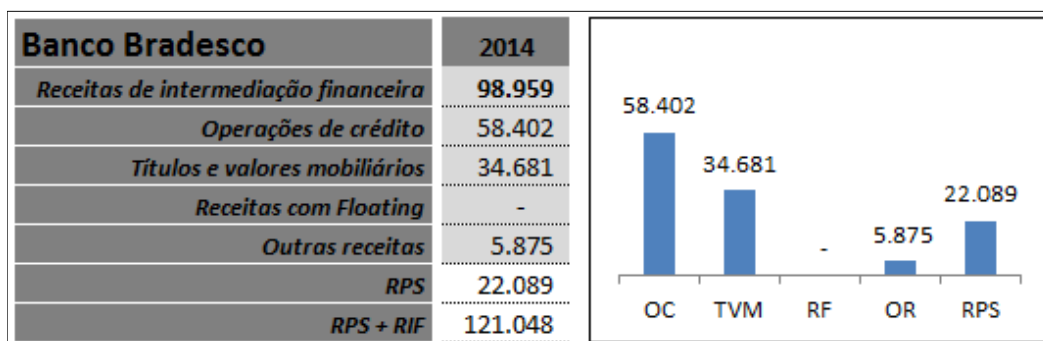 Banco Bradesco 2014
Receitas de intermediação financeira 98.959
Operações de crédito 58.402
Títulos e valores mobiliários 34.681
Receitas com Floating -
Outras receitas 5.875
RPS 22.089
RPS + RIF 121.048
58.402
34.681
-
5.875
22.089
OC TVM RF OR RPS